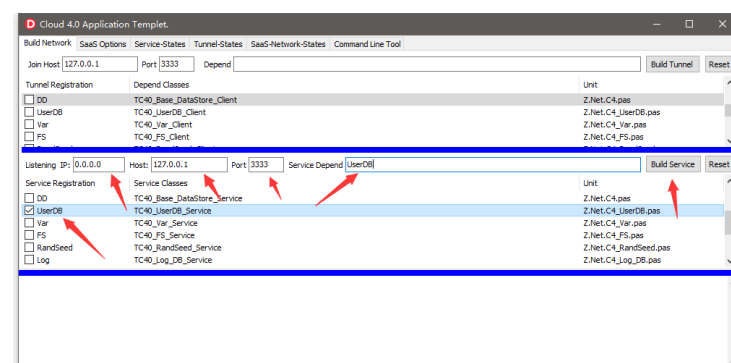 D Cloud 4.0 Application Templet.
Build Network SaaS Options Service-States Tunnel-States SaaS-Network-States Command Line Tool
Join Host 127.0.0.1 Port 3333 Depend Build Tunnel Reset
Tunnel Registration Depend Classes Unit
DD TC40_Base_DataStore_Client Z.Net.C4.pas
UserDB TC40_UserDB_Client Z.Net.C4_UserDB.pas
Var TC40_Var_Client Z.Net.C4_Var.pas
FS TC40_FS_Client Z.Net.C4_FS.pas
Listening IP: 0.0.0.0 Host: 127.0.0.1 Port 3333 Service Depend UserDB Build Service Reset
Service Registration Service Classes Unit
DD TC40_Base_DataStore_Service Z.Net.C4.pas
UserDB TC40_UserDB_Service Z.Net.C4_UserDB.pas
Var TC40_Var_Service Z.Net.C4_Var.pas
FS TC40_FS_Service Z.Net.C4_FS.pas
RandSeed TC40_RandSeed_Service Z.Net.C4_RandSeed.pas
Log TC40_Log_DB_Service Z.Net.C4_Log_DB.pas